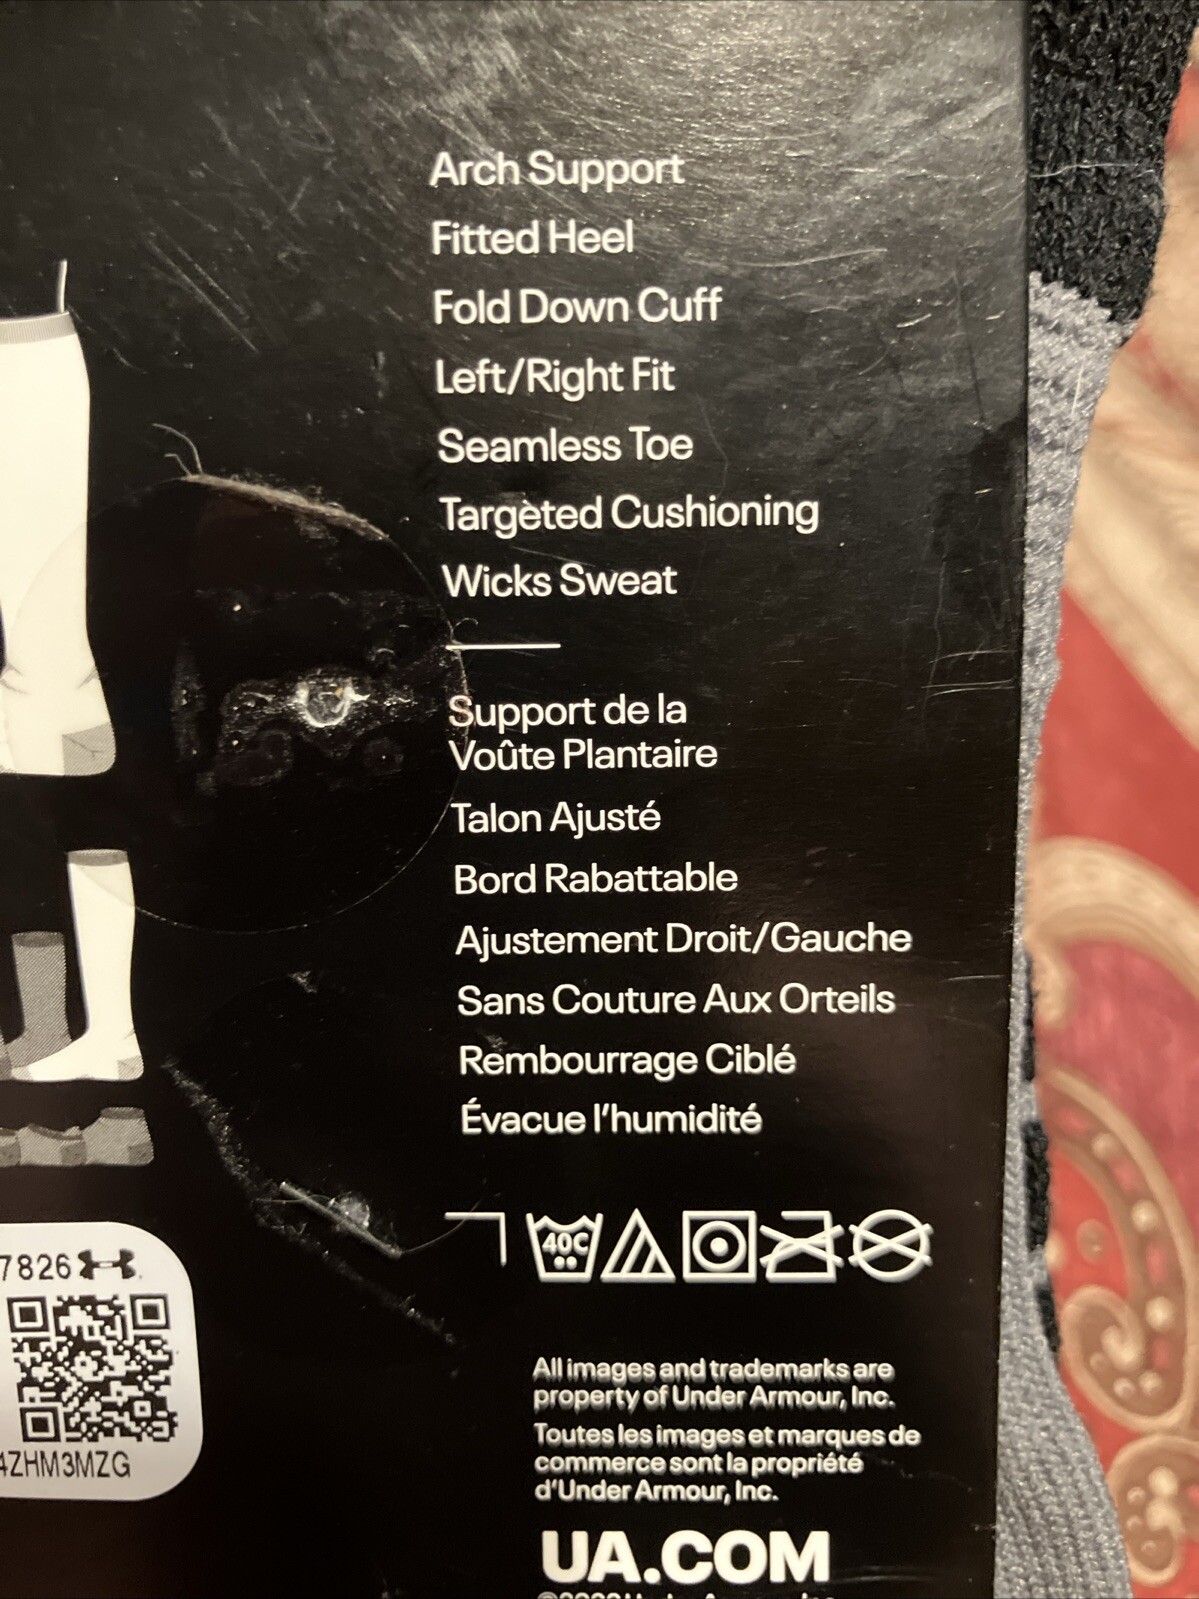 Arch Support
Fitted Heel
Fold Down Cuff
Left/Right Fit
Seamless Toe
Targeted Cushioning
Wicks Sweat
Support de la
Voûte Plantaire
Talon Ajusté
Bord Rabattable
Ajustement Droit/Gauche
Sans Couture Aux Orteils
Rembourrage Ciblé
Évacue l'humidité
40C
7826
4ZHM3MZG
All images and trademarks are
property of Under Armour, Inc.
Toutes les images et marques de
commerce sont la propriété
d'Under Armour, Inc.
UA.COM